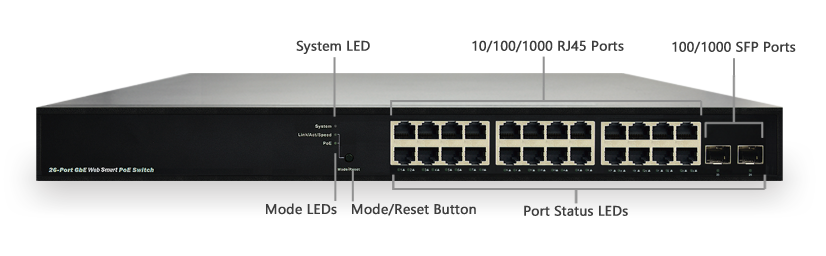 System LED
10/100/1000 RJ45 Ports
100/1000 SFP Ports
System
Link/Act/Speed
PoE
26-Port GbE Web Smart PoE Switch
Mode/Reset
Mode LEDs
Mode/Reset Button
Port Status LEDs